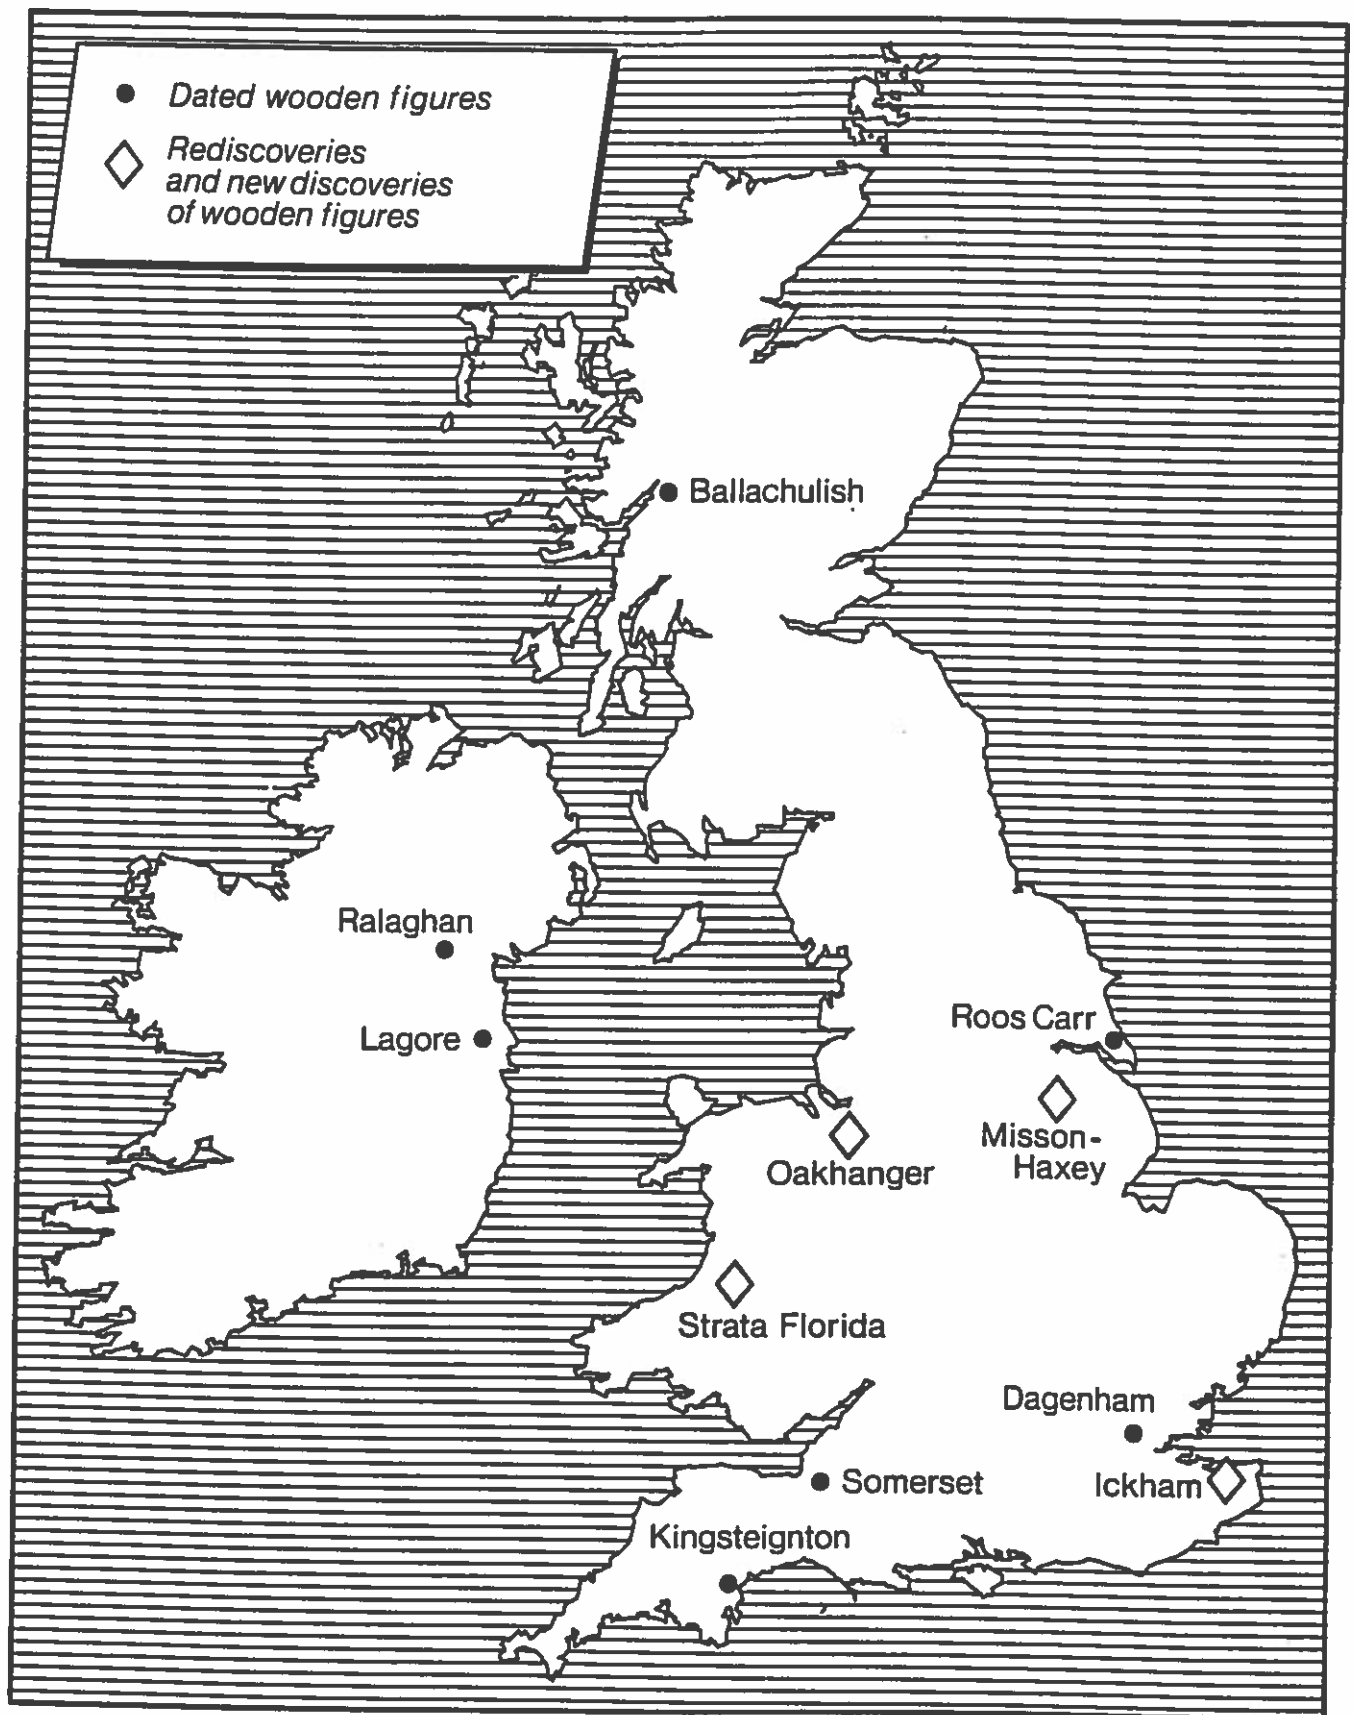 Dated wooden figures
Rediscoveries
and new discoveries
of wooden figures
Ballachulish
Ralaghan
Lagore
Roos Carr
Misson-
Haxey
Oakhanger
Strata Florida
Dagenham
Ickham
Somerset
Kingsteignton